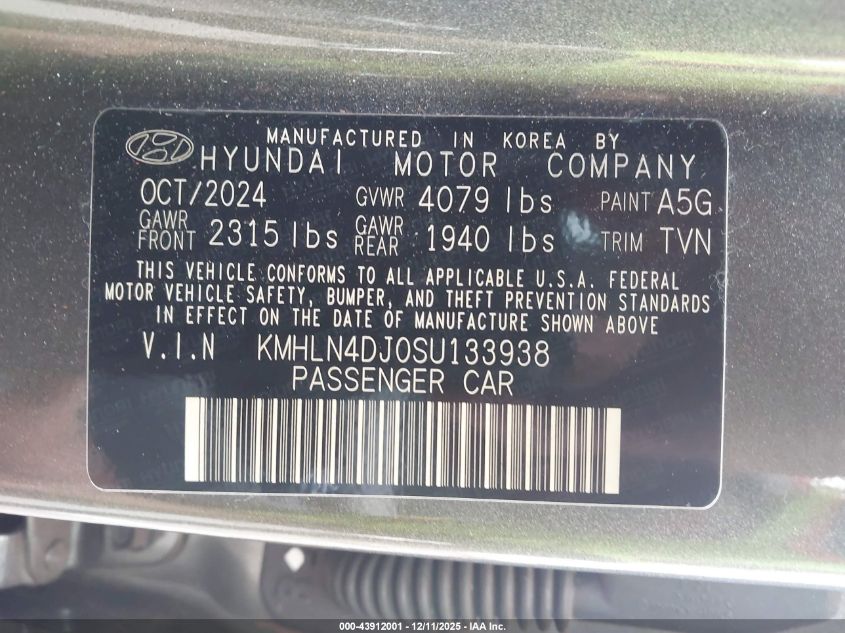 MANUFACTURED IN KOREA BY
HYUNDAI MOTOR COMPANY
OCT/2024 GVWR 4079 lbs PAINT A5G
GAWR FRONT 2315 lbs GAWR REAR 1940 lbs TRIM TVN
THIS VEHICLE CONFORMS TO ALL APPLICABLE U.S.A. FEDERAL
MOTOR VEHICLE SAFETY, BUMPER, AND THEFT PREVENTION STANDARDS
IN EFFECT ON THE DATE OF MANUFACTURE SHOWN ABOVE
V.I.N KMHLN4DJ0SU133938
PASSENGER CAR
000-43912001 - 12/11/2025 - IAA Inc.